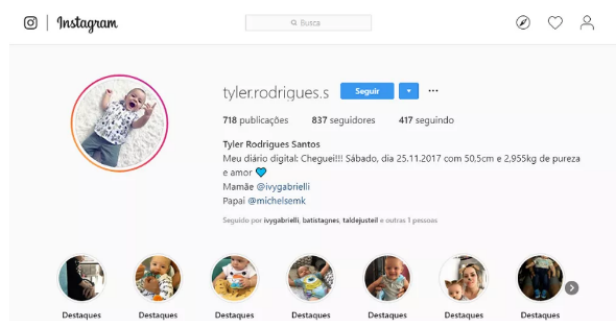 Instagram
Busca
tyler.rodrigues.s Seguir
718 publicações 837 seguidores 417 seguindo
Tyler Rodrigues Santos
Meu diário digital: Cheguei!!! Sábado, dia 25.11.2017 com 50,5cm e 2,955kg de pureza
e amor 💙
Mamãe @ivygabrielli
Papai @michelsemk
Seguido por ivygabrielli, batistagnes, taldejusteil e outras 1 pessoas
Destaques Destaques Destaques Destaques Destaques Destaques Destaques